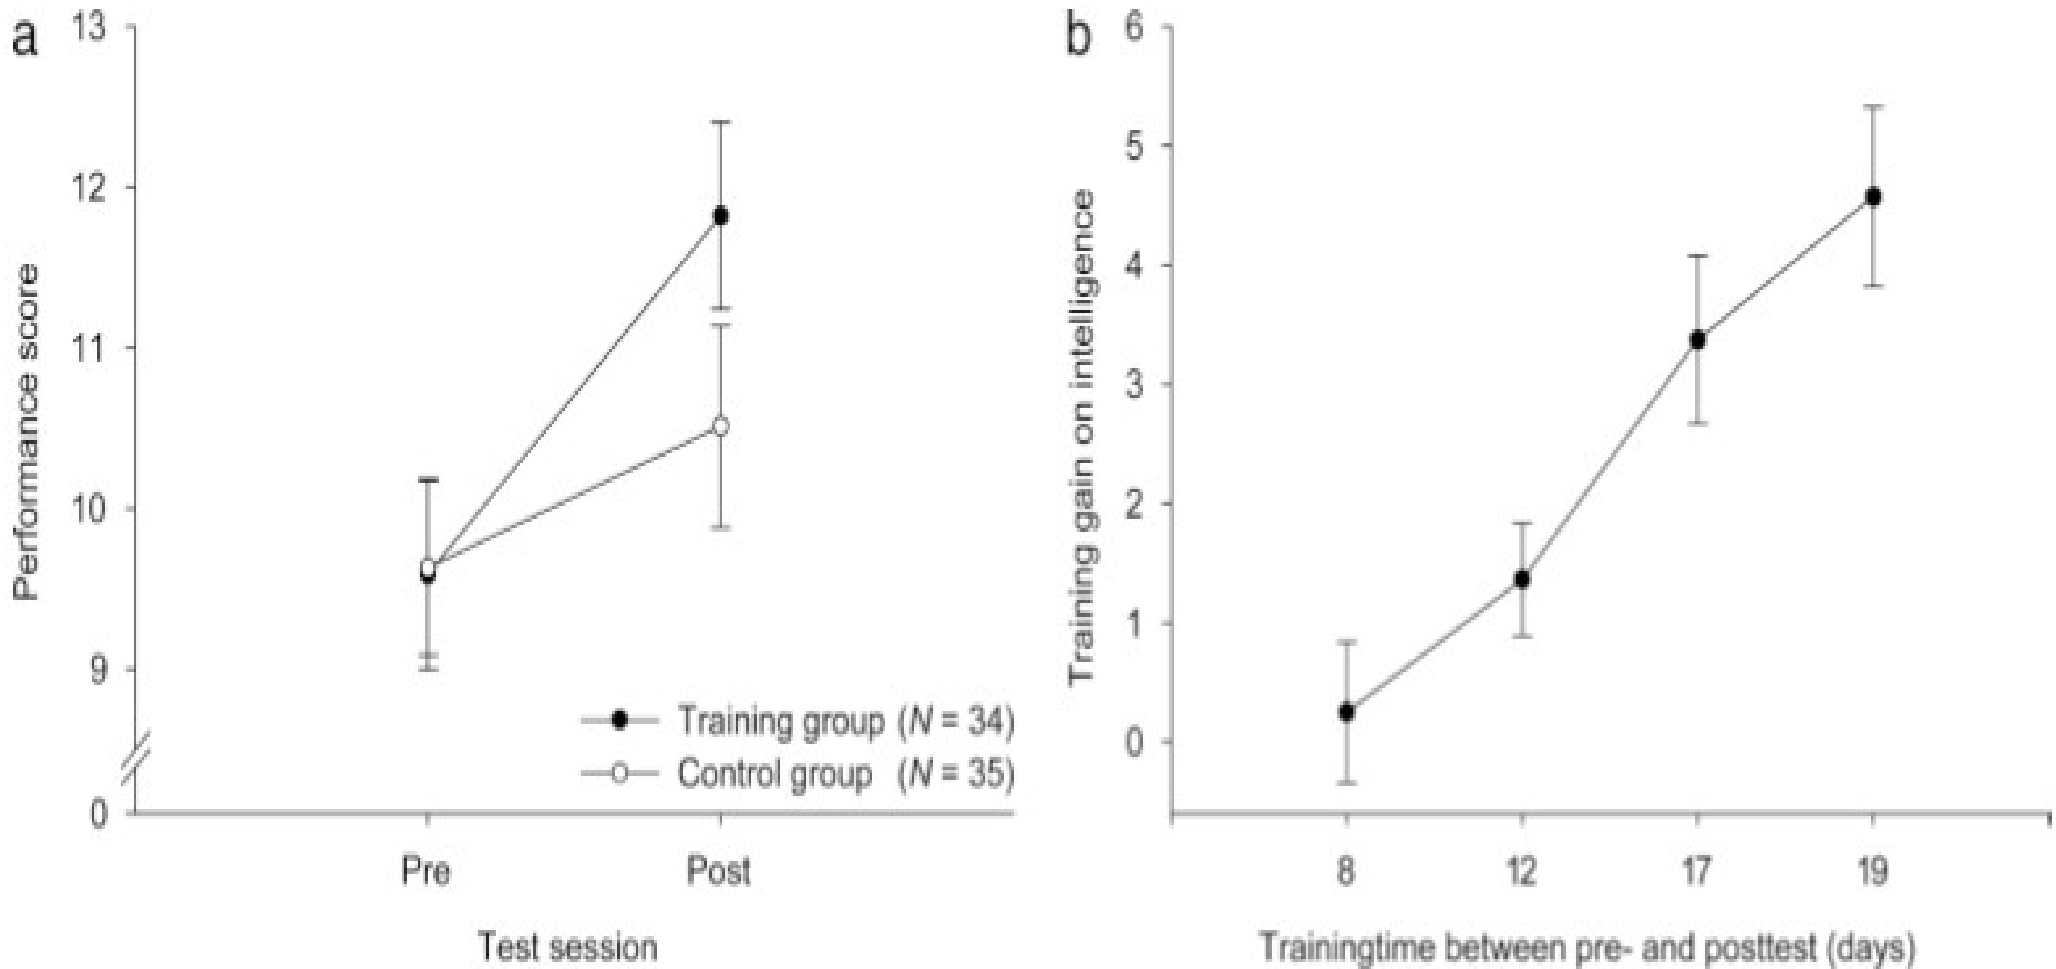 a
13
12
11
10
9
0
Performance score
Training group (N = 34)
Control group (N = 35)
Pre Post
Test session
b
6
5
4
3
2
1
0
Training gain on intelligence
8 12 17 19
Trainingtime between pre- and posttest (days)